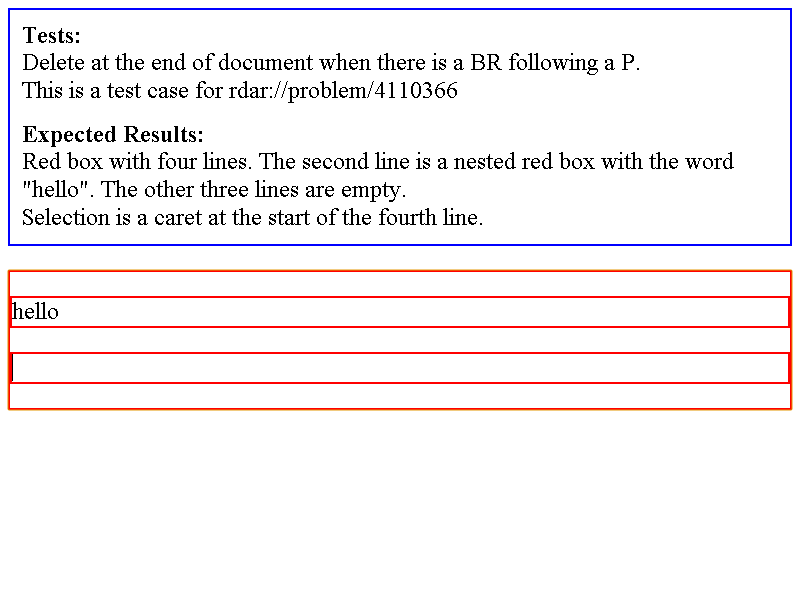 Tests:
Delete at the end of document when there is a BR following a P.
This is a test case for rdar://problem/4110366
Expected Results:
Red box with four lines. The second line is a nested red box with the word
"hello". The other three lines are empty.
Selection is a caret at the start of the fourth line.
hello